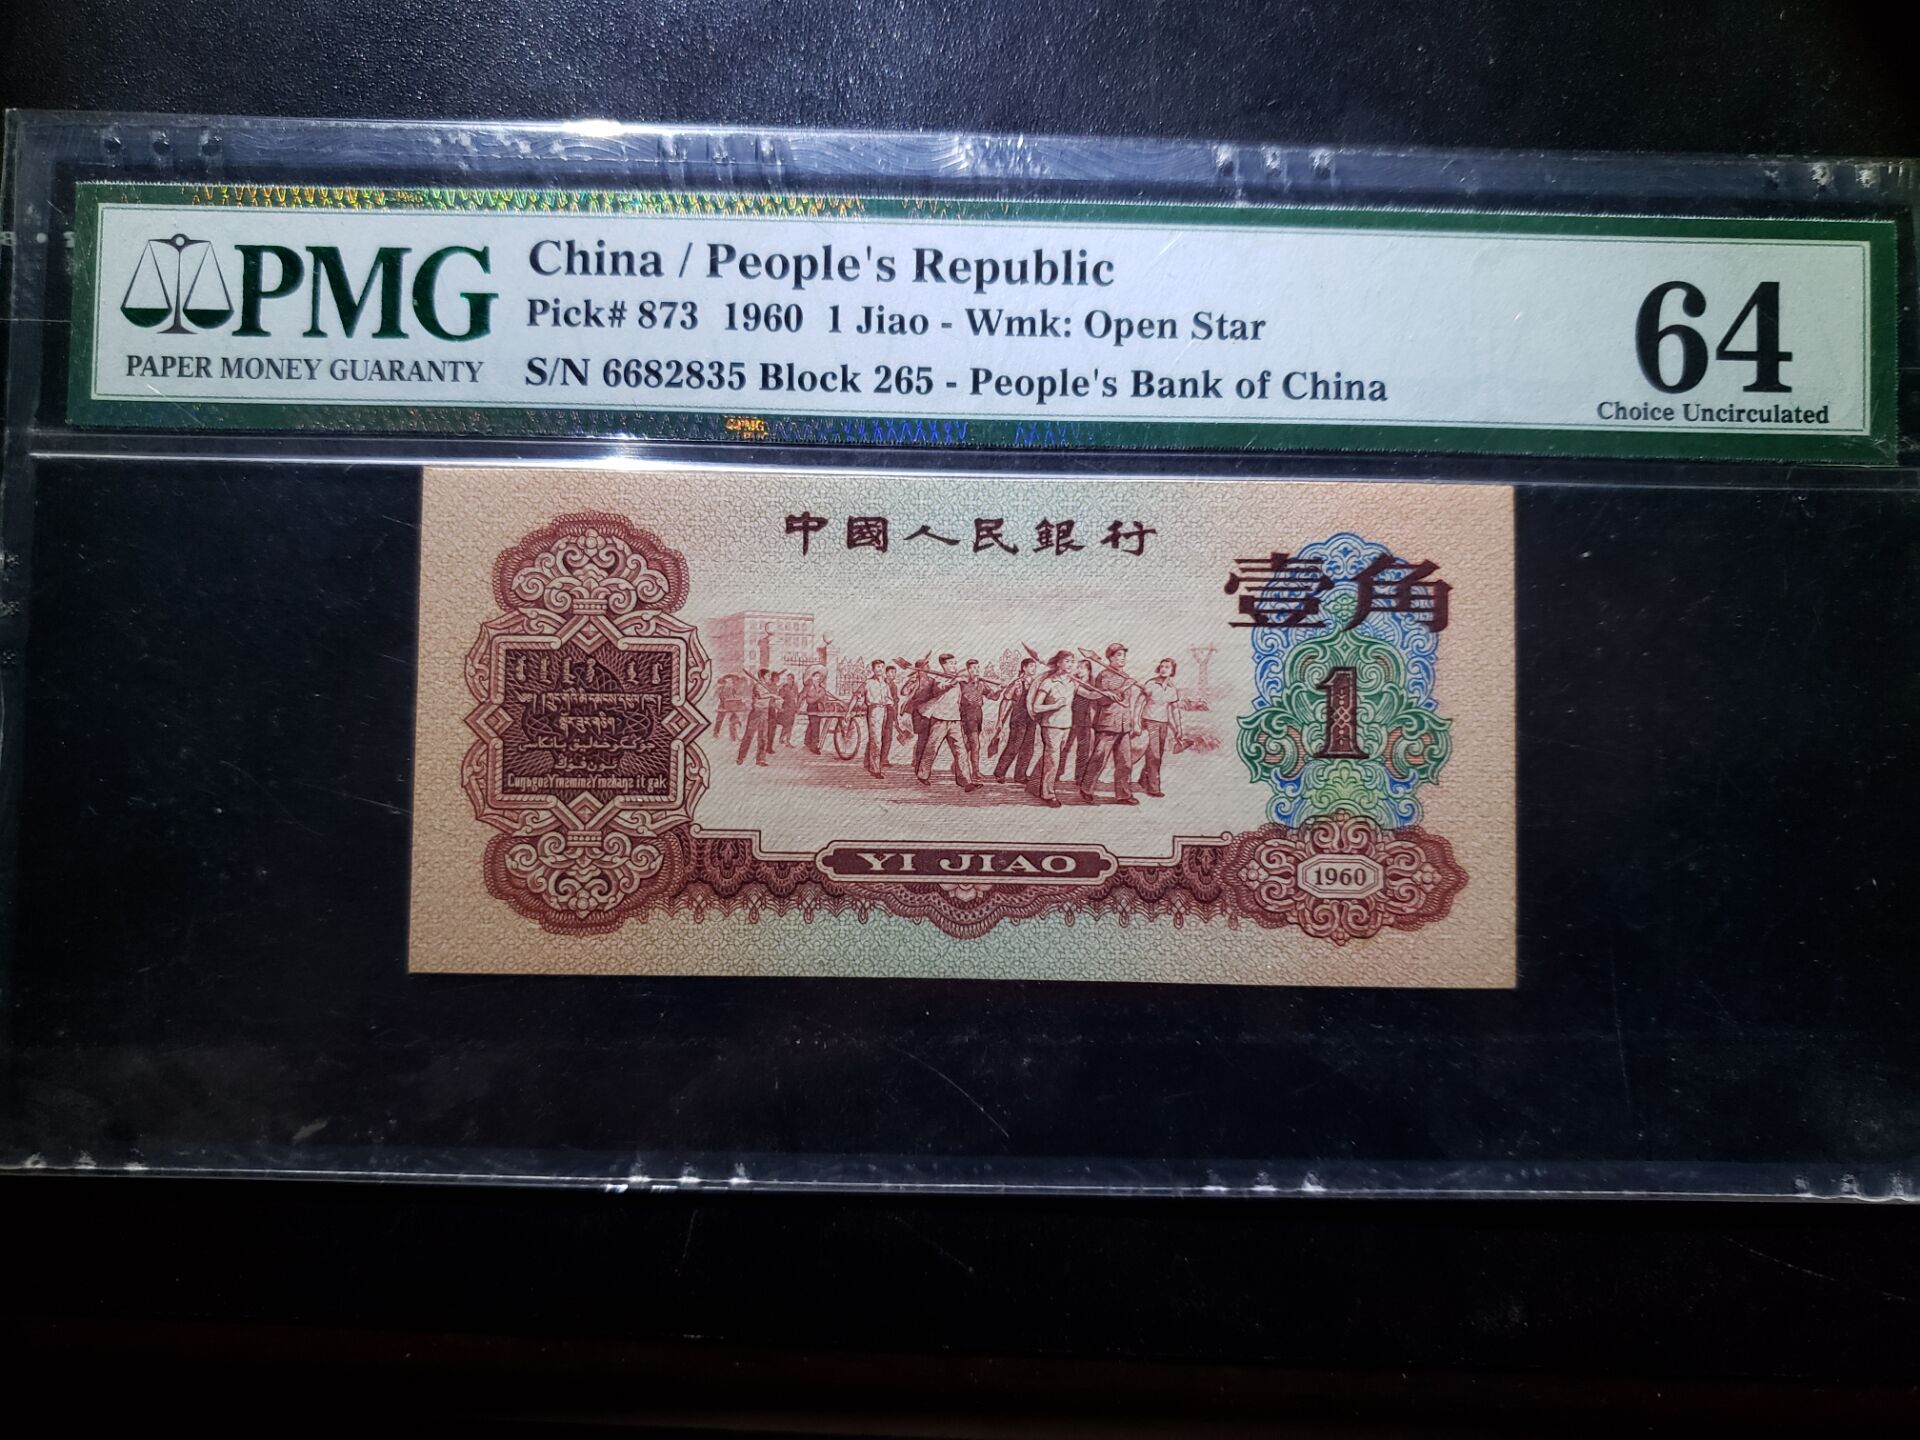 PMG
PAPER MONEY GUARANTY
China / People's Republic
Pick# 873 1960 1 Jiao - Wmk: Open Star
S/N 6682835 Block 265 - People's Bank of China
64
Choice Uncirculated
中國人民銀行
壹角
1
YI JIAO
1960